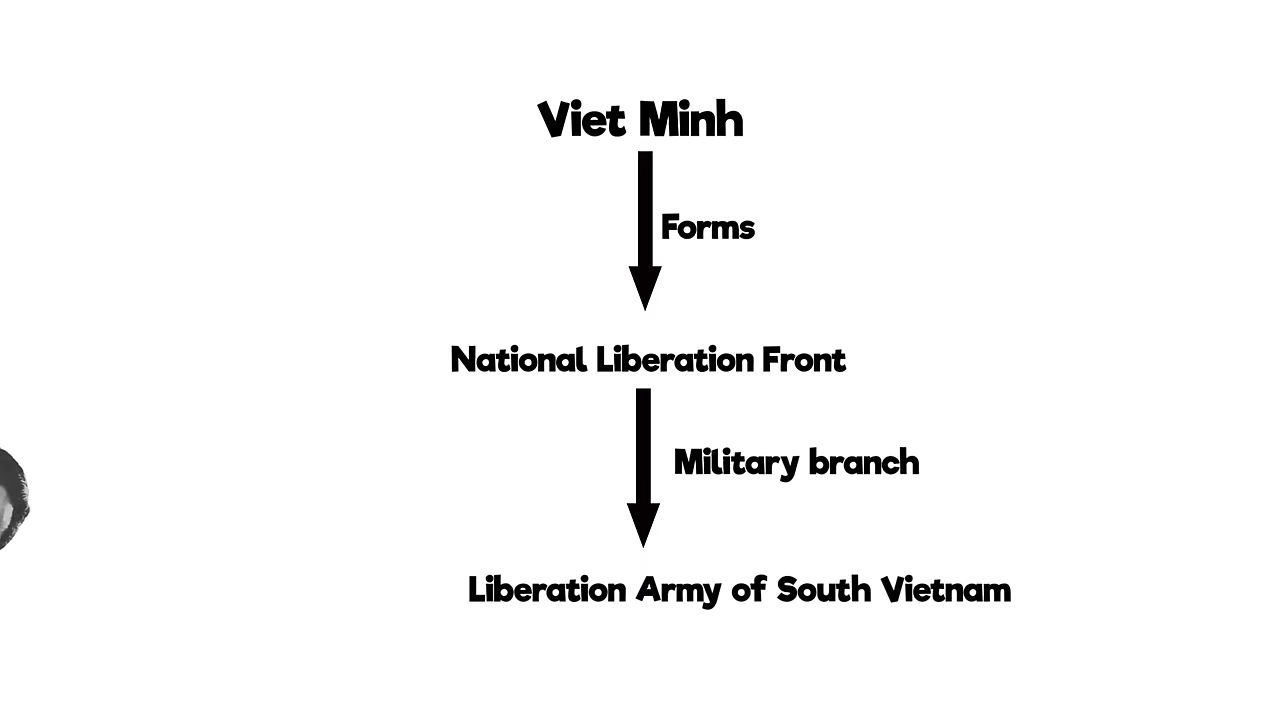 Viet Minh
Forms
National Liberation Front
Military branch
Liberation Army of South Vietnam